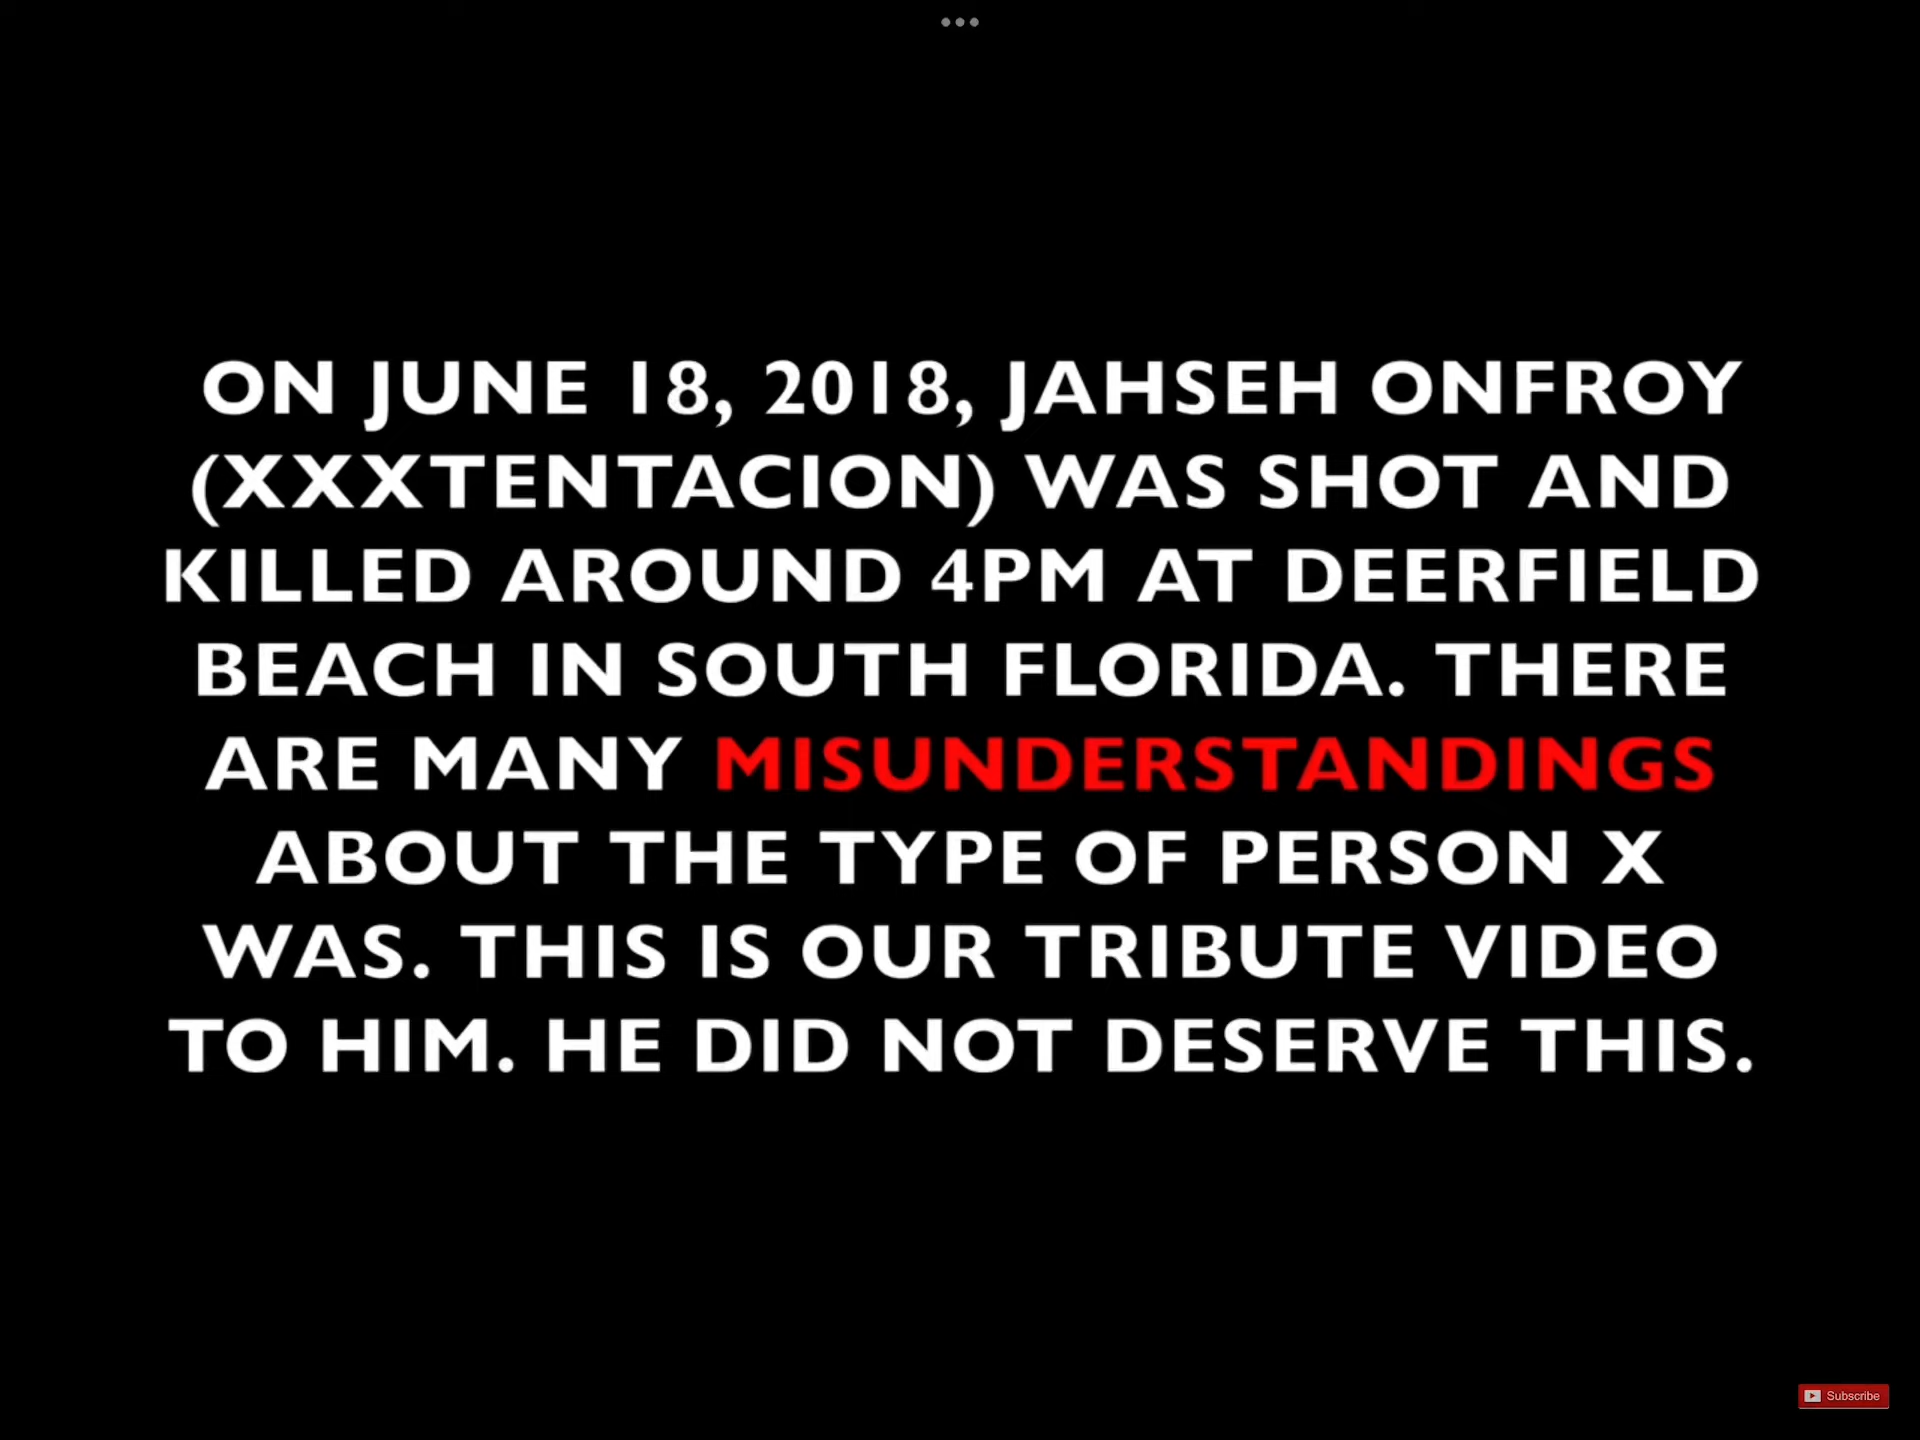 ON JUNE 18, 2018, JAHSEH ONFROY
(XXXTENTACION) WAS SHOT AND
KILLED AROUND 4PM AT DEERFIELD
BEACH IN SOUTH FLORIDA. THERE
ARE MANY MISUNDERSTANDINGS
ABOUT THE TYPE OF PERSON X
WAS. THIS IS OUR TRIBUTE VIDEO
TO HIM. HE DID NOT DESERVE THIS.
Subscribe